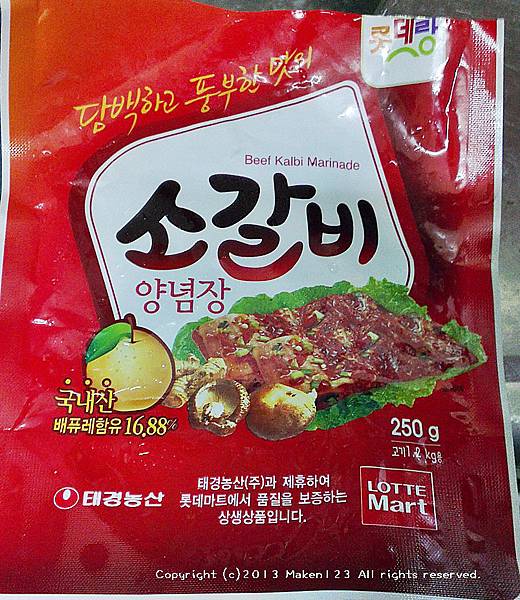 롯데랑
담백하고 풍부한 맛의
Beef Kalbi Marinade
소갈비
양념장
국내산
배퓨레함유 16.88%
250 g
고기1.2 kg용
태경농산
태경농산(주)과 제휴하여
롯데마트에서 품질을 보증하는
상생상품입니다.
LOTTE
Mart
Copyright (c)2013 Maken123 All rights reserved.